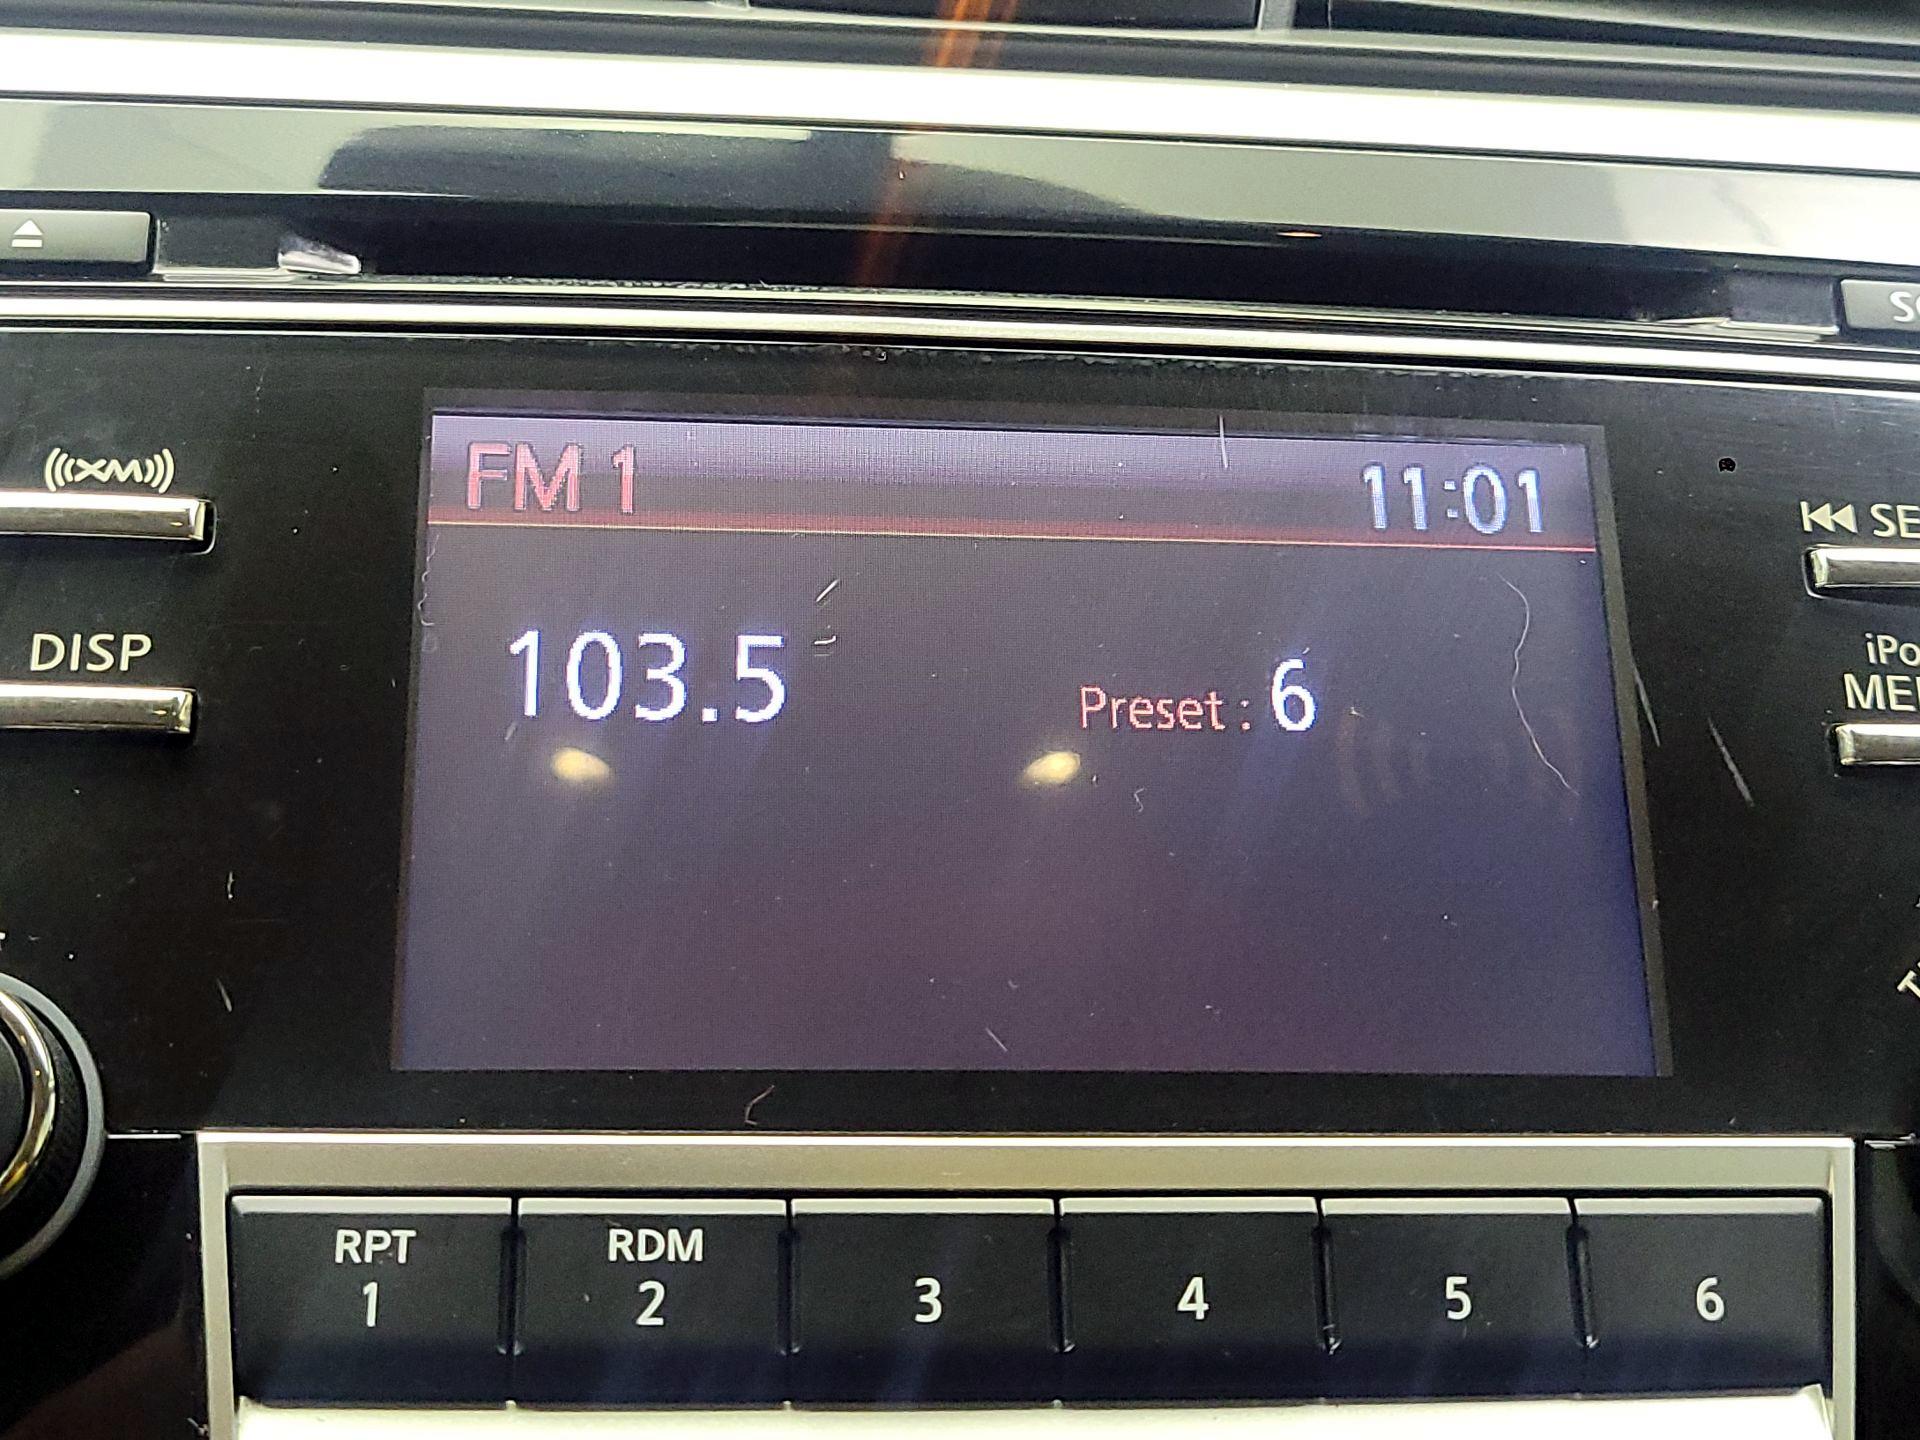 ((((XM))))
FM 1
11:01
DISP
103.5
Preset : 6
RPT
1
RDM
2
3
4
5
6